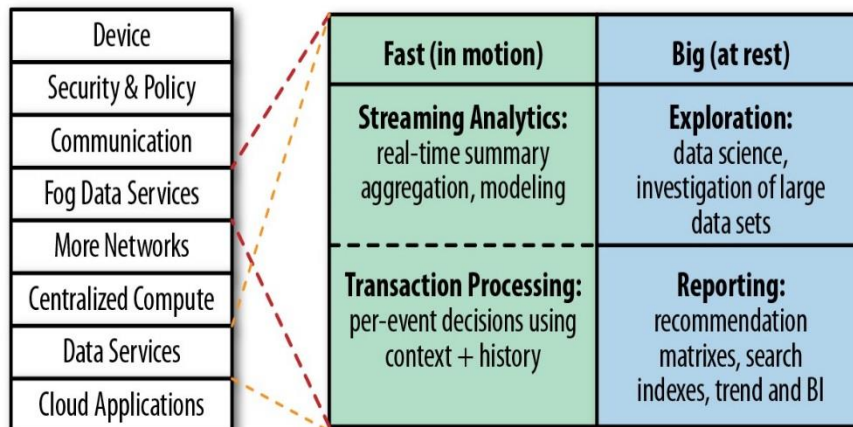 Device
Security & Policy
Communication
Fog Data Services
More Networks
Centralized Compute
Data Services
Cloud Applications
Fast (in motion)
Big (at rest)
Streaming Analytics:
real-time summary
aggregation, modeling
Exploration:
data science,
investigation of large
data sets
Transaction Processing:
per-event decisions using
context + history
Reporting:
recommendation
matrixes, search
indexes, trend and BI